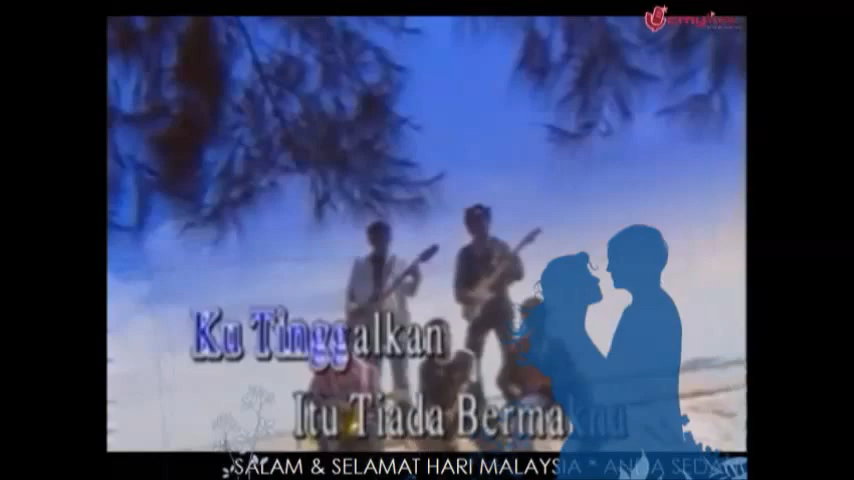 Ku Tinggalkan
Itu Tiada Bermakna
SALAM & SELAMAT HARI MALAYSIA * ANDA SEDA